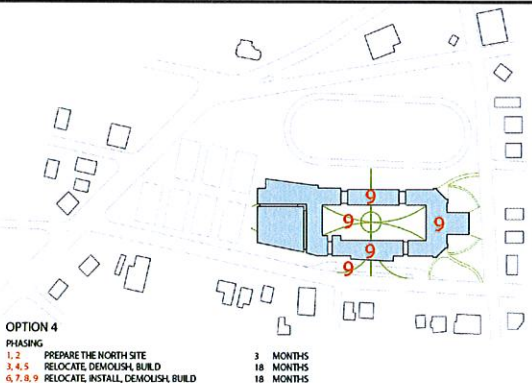 9
9
9
9
9
OPTION 4
PHASING
1, 2 PREPARE THE NORTH SITE 3 MONTHS
3, 4, 5 RELOCATE, DEMOLISH, BUILD 18 MONTHS
6, 7, 8, 9 RELOCATE, INSTALL, DEMOLISH, BUILD 18 MONTHS